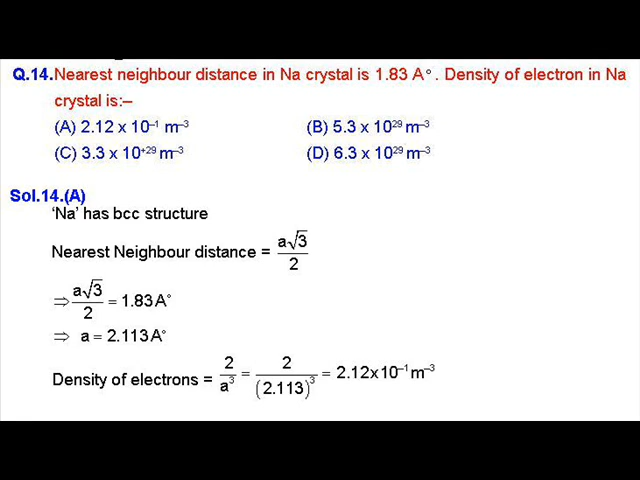 Q.14. Nearest neighbour distance in Na crystal is 1.83 A°. Density of electron in Na
crystal is:–
(A) 2.12 x 10⁻¹ m⁻³ (B) 5.3 x 10²⁹ m⁻³
(C) 3.3 x 10⁺²⁹ m⁻³ (D) 6.3 x 10²⁹ m⁻³
Sol.14.(A)
'Na' has bcc structure
Nearest Neighbour distance = a√3/2
⇒ a√3/2 = 1.83 A°
⇒ a = 2.113 A°
Density of electrons = 2/a³ = 2/(2.113)³ = 2.12x10⁻¹ m⁻³